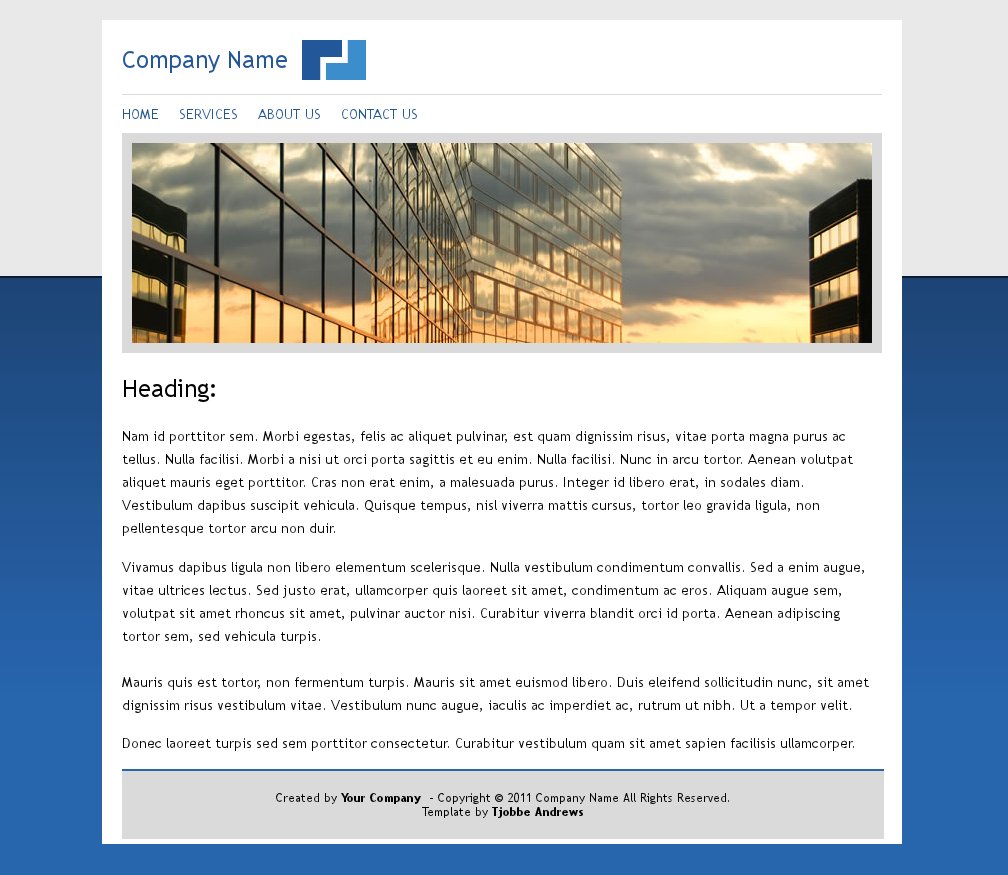 Company Name
HOME SERVICES ABOUT US CONTACT US
Heading:
Nam id porttitor sem. Morbi egestas, felis ac aliquet pulvinar, est quam dignissim risus, vitae porta magna purus ac
tellus. Nulla facilisi. Morbi a nisi ut orci porta sagittis et eu enim. Nulla facilisi. Nunc in arcu tortor. Aenean volutpat
aliquet mauris eget porttitor. Cras non erat enim, a malesuada purus. Integer id libero erat, in sodales diam.
Vestibulum dapibus suscipit vehicula. Quisque tempus, nisl viverra mattis cursus, tortor leo gravida ligula, non
pellentesque tortor arcu non duir.
Vivamus dapibus ligula non libero elementum scelerisque. Nulla vestibulum condimentum convallis. Sed a enim augue,
vitae ultrices lectus. Sed justo erat, ullamcorper quis laoreet sit amet, condimentum ac eros. Aliquam augue sem,
volutpat sit amet rhoncus sit amet, pulvinar auctor nisi. Curabitur viverra blandit orci id porta. Aenean adipiscing
tortor sem, sed vehicula turpis.
Mauris quis est tortor, non fermentum turpis. Mauris sit amet euismod libero. Duis eleifend sollicitudin nunc, sit amet
dignissim risus vestibulum vitae. Vestibulum nunc augue, iaculis ac imperdiet ac, rutrum ut nibh. Ut a tempor velit.
Donec laoreet turpis sed sem porttitor consectetur. Curabitur vestibulum quam sit amet sapien facilisis ullamcorper.
Created by Your Company - Copyright © 2011 Company Name All Rights Reserved.
Template by Tjobbe Andrews